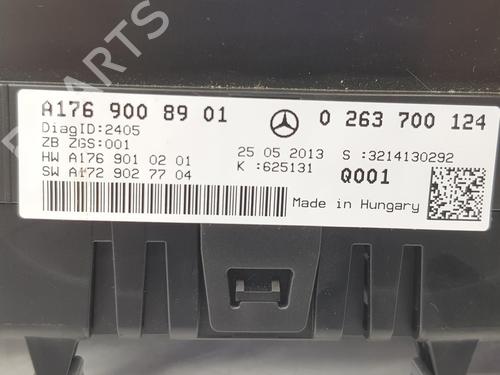 A176 900 89 01
0 263 700 124
DiagID:2405
ZB ZGS:001
HW A176 901 02 01
SW A172 902 77 04
25 05 2013
K :625131
S :3214130292
Q001
Made in Hungary